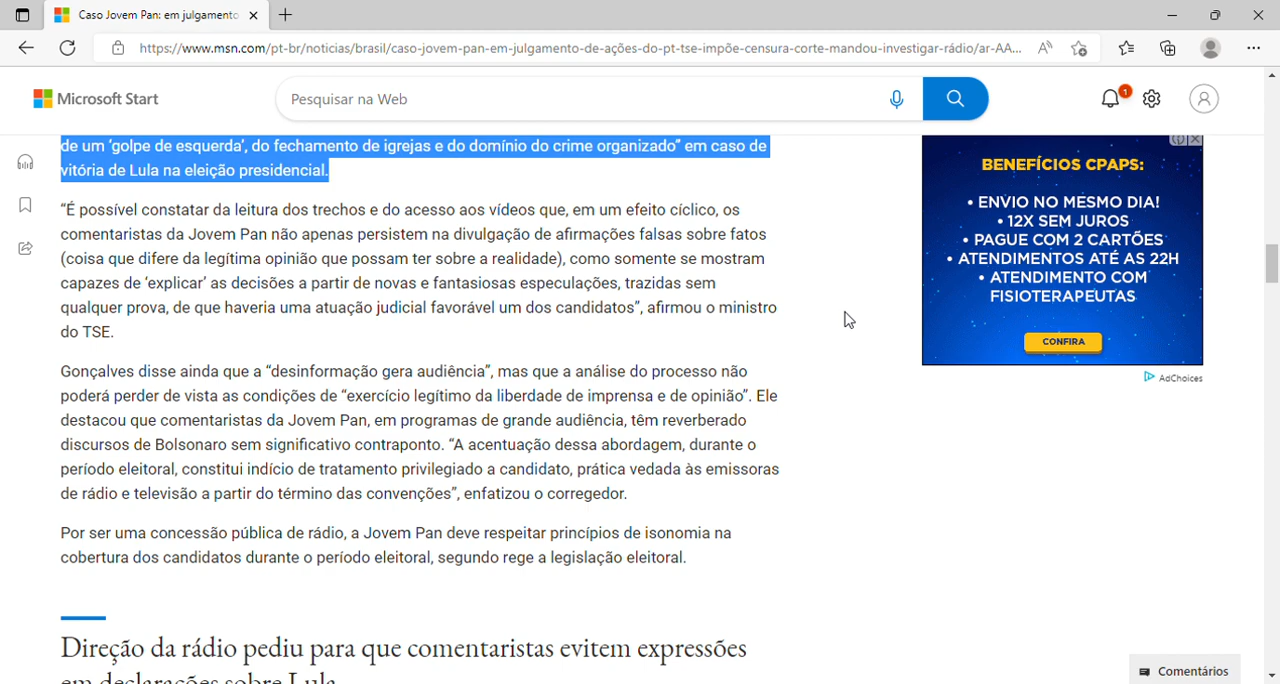 Caso Jovem Pan: em julgamento
https://www.msn.com/pt-br/noticias/brasil/caso-jovem-pan-em-julgamento-de-ações-do-pt-tse-impõe-censura-corte-mandou-investigar-rádio/ar-AA...
Microsoft Start
Pesquisar na Web
1
de um ‘golpe de esquerda’, do fechamento de igrejas e do domínio do crime organizado” em caso de
vitória de Lula na eleição presidencial.
“É possível constatar da leitura dos trechos e do acesso aos vídeos que, em um efeito cíclico, os
comentaristas da Jovem Pan não apenas persistem na divulgação de afirmações falsas sobre fatos
(coisa que difere da legítima opinião que possam ter sobre a realidade), como somente se mostram
capazes de ‘explicar’ as decisões a partir de novas e fantasiosas especulações, trazidas sem
qualquer prova, de que haveria uma atuação judicial favorável um dos candidatos”, afirmou o ministro
do TSE.
Gonçalves disse ainda que a “desinformação gera audiência”, mas que a análise do processo não
poderá perder de vista as condições de “exercício legítimo da liberdade de imprensa e de opinião”. Ele
destacou que comentaristas da Jovem Pan, em programas de grande audiência, têm reverberado
discursos de Bolsonaro sem significativo contraponto. “A acentuação dessa abordagem, durante o
período eleitoral, constitui indício de tratamento privilegiado a candidato, prática vedada às emissoras
de rádio e televisão a partir do término das convenções”, enfatizou o corregedor.
Por ser uma concessão pública de rádio, a Jovem Pan deve respeitar princípios de isonomia na
cobertura dos candidatos durante o período eleitoral, segundo rege a legislação eleitoral.
Direção da rádio pediu para que comentaristas evitem expressões
em declarações sobre Lula
BENEFÍCIOS CPAPS:
• ENVIO NO MESMO DIA!
• 12X SEM JUROS
• PAGUE COM 2 CARTÕES
• ATENDIMENTOS ATÉ AS 22H
• ATENDIMENTO COM
FISIOTERAPEUTAS
CONFIRA
AdChoices
Comentários